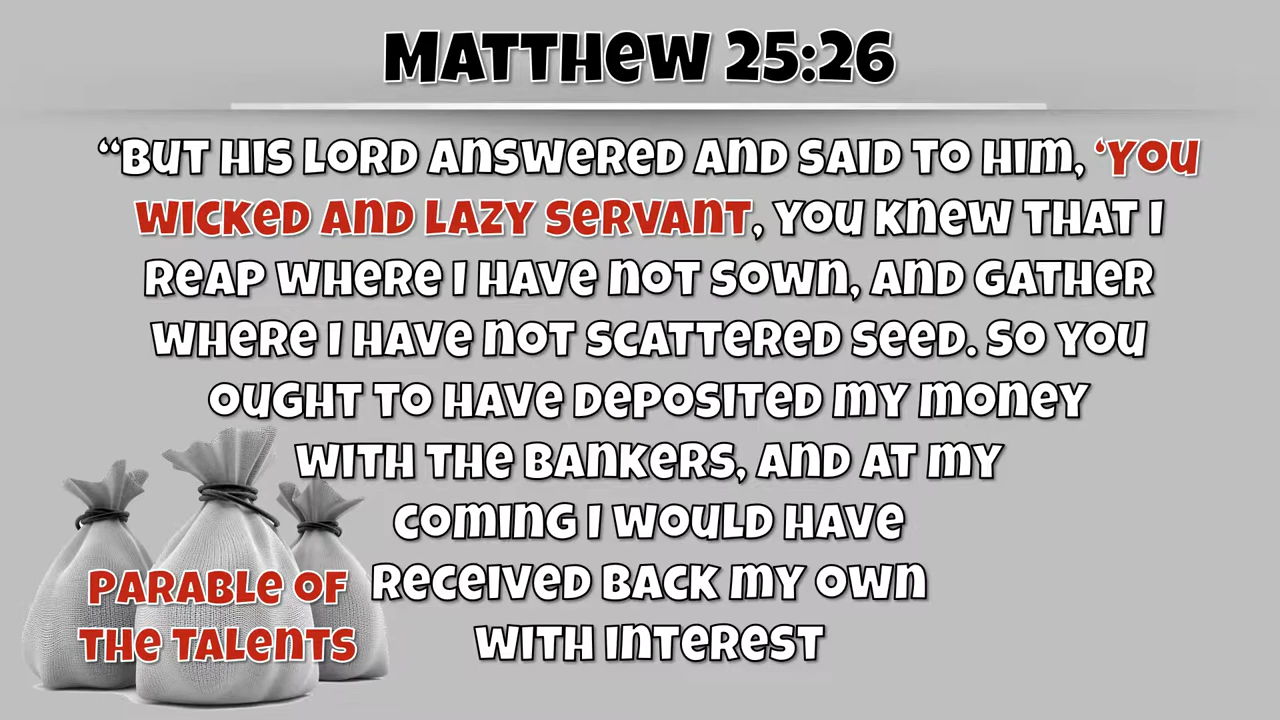 Matthew 25:26
“But his Lord answered and said to him, ‘You
wicked and lazy servant, you knew that I
reap where I have not sown, and gather
where I have not scattered seed. So you
ought to have deposited my money
with the bankers, and at my
coming I would have
received back my own
with interest
Parable of
the Talents